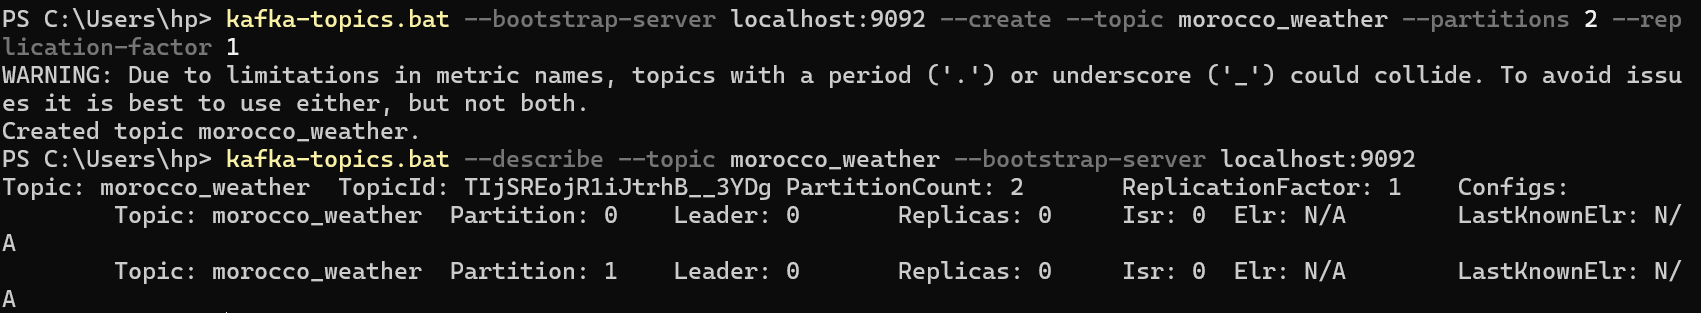 PS C:\Users\hp> kafka-topics.bat --bootstrap-server localhost:9092 --create --topic morocco_weather --partitions 2 --rep
lication-factor 1
WARNING: Due to limitations in metric names, topics with a period ('.') or underscore ('_') could collide. To avoid issu
es it is best to use either, but not both.
Created topic morocco_weather.
PS C:\Users\hp> kafka-topics.bat --describe --topic morocco_weather --bootstrap-server localhost:9092
Topic: morocco_weather  TopicId: TIjSREojR1iJtrhB__3YDg PartitionCount: 2       ReplicationFactor: 1    Configs:
        Topic: morocco_weather  Partition: 0    Leader: 0       Replicas: 0     Isr: 0  Elr: N/A        LastKnownElr: N/
A
        Topic: morocco_weather  Partition: 1    Leader: 0       Replicas: 0     Isr: 0  Elr: N/A        LastKnownElr: N/
A